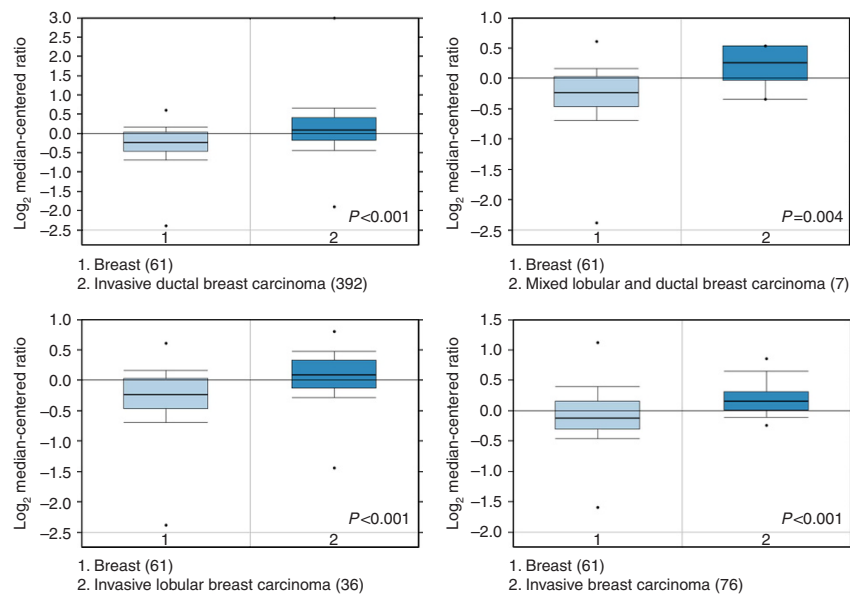 Log2 median-centered ratio
3.0
2.5
2.0
1.5
1.0
0.5
0.0
–0.5
–1.0
–1.5
–2.0
–2.5
P<0.001
1 2
1. Breast (61)
2. Invasive ductal breast carcinoma (392)
Log2 median-centered ratio
1.0
0.5
0.0
–0.5
–1.0
–1.5
–2.0
–2.5
P=0.004
1 2
1. Breast (61)
2. Mixed lobular and ductal breast carcinoma (7)
Log2 median-centered ratio
1.0
0.5
0.0
–0.5
–1.0
–1.5
–2.0
–2.5
P<0.001
1 2
1. Breast (61)
2. Invasive lobular breast carcinoma (36)
Log2 median-centered ratio
1.5
1.0
0.5
0.0
–0.5
–1.0
–1.5
–2.0
P<0.001
1 2
1. Breast (61)
2. Invasive breast carcinoma (76)